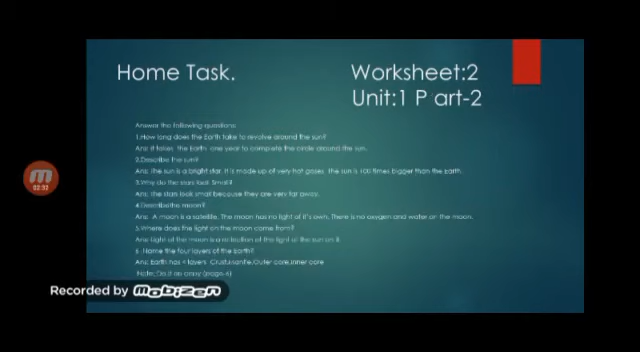 Home Task.
Worksheet:2
Unit:1 P art-2
Answer the following questions
1.How long does the Earth take to revolve around the sun?
Ans: It takes the Earth one year to complete the circle around the sun.
2.Describe the sun?
Ans: The sun is a bright star. It is made up of very hot gases. The sun is 100 times bigger than the Earth.
3.Why do the stars look Small?
Ans: the stars look small because they are very far away.
4.Describe the moon?
Ans: A moon is a satellite. The moon has no light of it's own. There is no oxygen and water on the moon.
5.Where does the light on the moon come from?
Ans: Light of the moon is a reflection of the light of the sun on it
6 .Name the four layers of the Earth?
Ans: Earth has 4 layers Crust,mantle,Outer core,inner core
Note: Do it on copy (page 6)
02:33
Recorded by mobizen